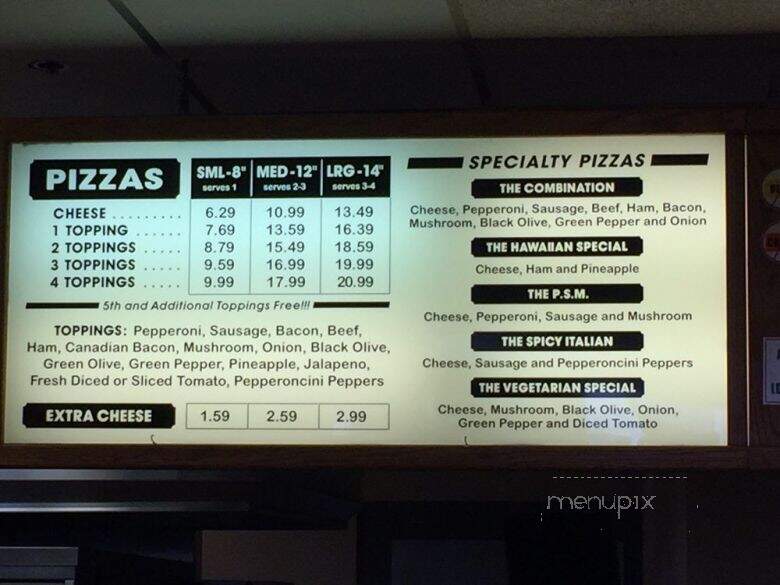 PIZZAS
SML-8" MED-12" LRG-14"
serves 1 serves 2-3 serves 3-4
CHEESE ......... 6.29 10.99 13.49
1 TOPPING ...... 7.69 13.59 16.39
2 TOPPINGS ..... 8.79 15.49 18.59
3 TOPPINGS ..... 9.59 16.99 19.99
4 TOPPINGS ..... 9.99 17.99 20.99
5th and Additional Toppings Free!!!
TOPPINGS: Pepperoni, Sausage, Bacon, Beef,
Ham, Canadian Bacon, Mushroom, Onion, Black Olive,
Green Olive, Green Pepper, Pineapple, Jalapeno,
Fresh Diced or Sliced Tomato, Pepperoncini Peppers
EXTRA CHEESE 1.59 2.59 2.99
SPECIALTY PIZZAS
THE COMBINATION
Cheese, Pepperoni, Sausage, Beef, Ham, Bacon,
Mushroom, Black Olive, Green Pepper and Onion
THE HAWAIIAN SPECIAL
Cheese, Ham and Pineapple
THE P.S.M.
Cheese, Pepperoni, Sausage and Mushroom
THE SPICY ITALIAN
Cheese, Sausage and Pepperoncini Peppers
THE VEGETARIAN SPECIAL
Cheese, Mushroom, Black Olive, Onion,
Green Pepper and Diced Tomato
menupix